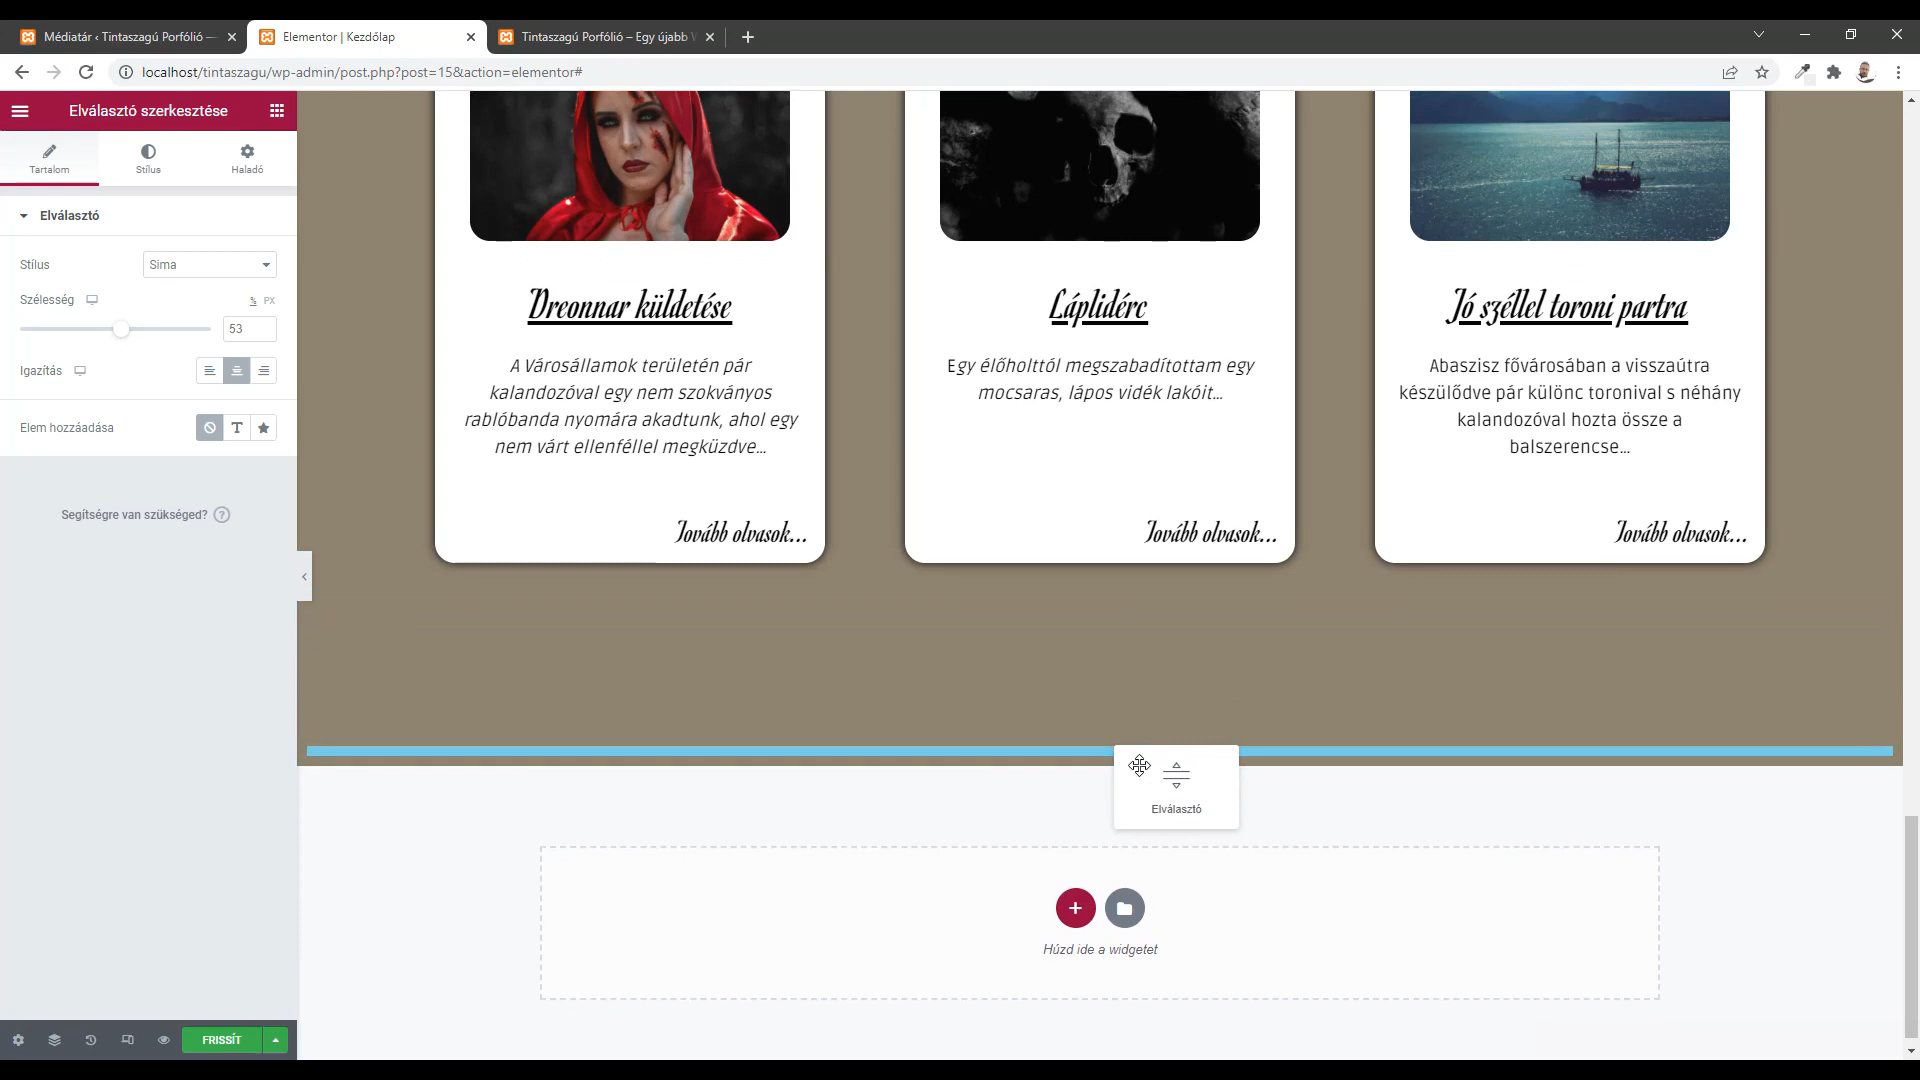 Médiatár ‹ Tintaszagú Porfólió —
Elementor | Kezdőlap
Tintaszagú Porfólió – Egy újabb
localhost/tintaszagu/wp-admin/post.php?post=15&action=elementor#
Elválasztó szerkesztése
Tartalom
Stílus
Haladó
Elválasztó
Stílus
Sima
Szélesség
% PX
53
Igazítás
Elem hozzáadása
Segítségre van szükséged?
FRISSÍT
Dreonnar küldetése
A Városállamok területén pár
kalandozóval egy nem szokványos
rablóbanda nyomára akadtunk, ahol egy
nem várt ellenféllel megküzdve...
Tovább olvasok...
Láplidérc
Egy élőholttól megszabadítottam egy
mocsaras, lápos vidék lakóit...
Tovább olvasok...
Jó széllel toroni partra
Abaszisz fővárosában a visszaútra
készülődve pár különc toronival s néhány
kalandozóval hozta össze a
balszerencse...
Tovább olvasok...
Elválasztó
Húzd ide a widgetet